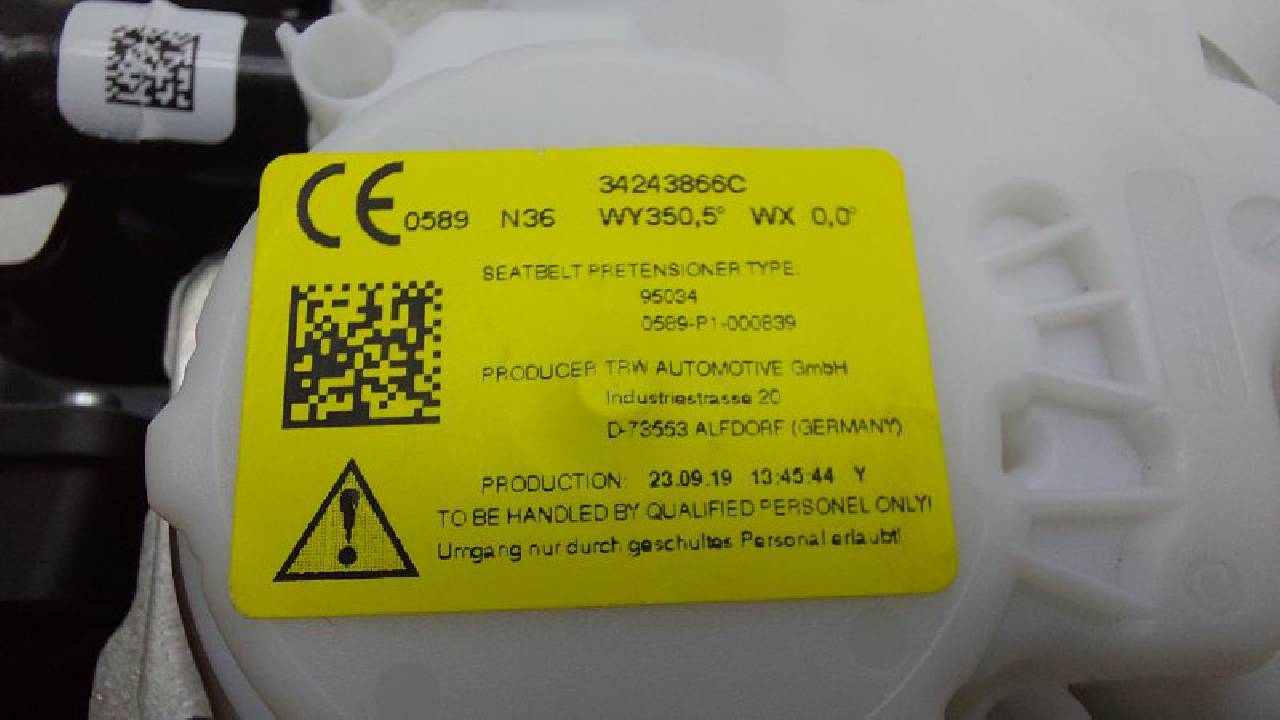 34243866C
CE 0589 N36 WY350,5° WX 0,0°
SEATBELT PRETENSIONER TYPE:
95034
0589-P1-000839
PRODUCER TRW AUTOMOTIVE GmbH
Industriestrasse 20
D-73553 ALFDORF (GERMANY)
PRODUCTION: 23.09.19 13:45:44 Y
TO BE HANDLED BY QUALIFIED PERSONEL ONLY!
Umgang nur durch geschultes Personal erlaubt!